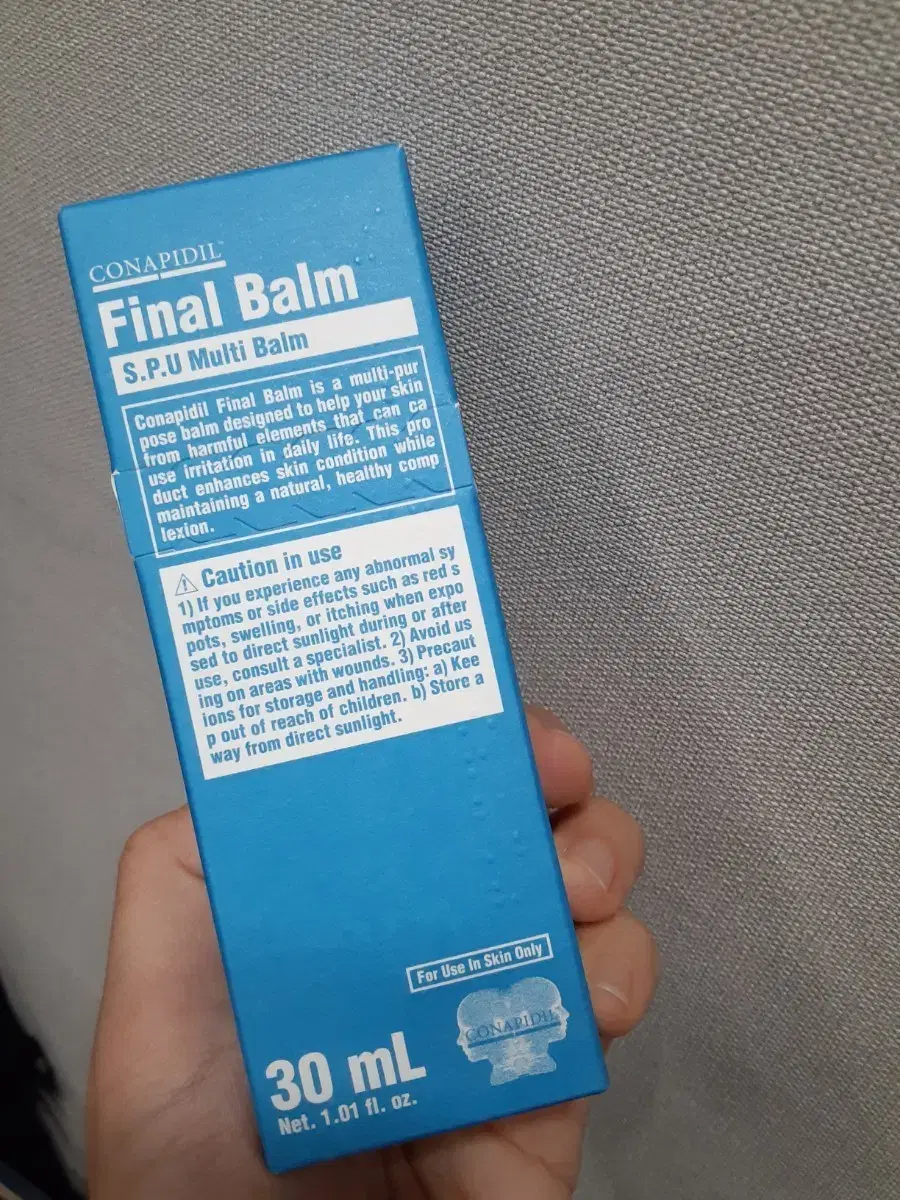 CONAPIDIL™
Final Balm
S.P.U Multi Balm
Conapidil Final Balm is a multi-pur
pose balm designed to help your skin
from harmful elements that can ca
use irritation in daily life. This pro
duct enhances skin condition while
maintaining a natural, healthy comp
lexion.
⚠ Caution in use
1) If you experience any abnormal sy
mptoms or side effects such as red s
pots, swelling, or itching when expo
sed to direct sunlight during or after
use, consult a specialist. 2) Avoid us
ing on areas with wounds. 3) Precaut
ions for storage and handling: a) Kee
p out of reach of children. b) Store a
way from direct sunlight.
For Use In Skin Only
CONAPIDIL
30 mL
Net. 1.01 fl. oz.